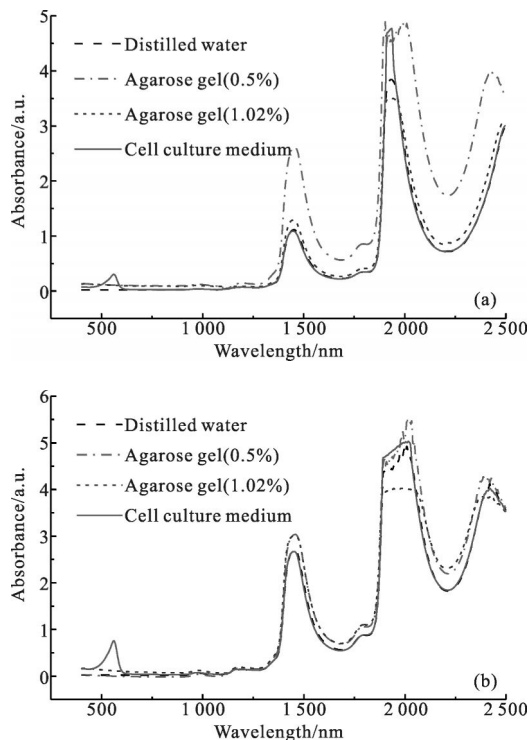 5
Distilled water
4
Agarose gel(0.5%)
Agarose gel(1.02%)
3
Cell culture medium
2
1
0
Absorbance/a.u.
(a)
500 1 000 1 500 2 000 2 500
Wavelength/nm
6
Distilled water
5
Agarose gel(0.5%)
4
Agarose gel(1.02%)
Cell culture medium
3
2
1
0
Absorbance/a.u.
(b)
500 1 000 1 500 2 000 2 500
Wavelength/nm